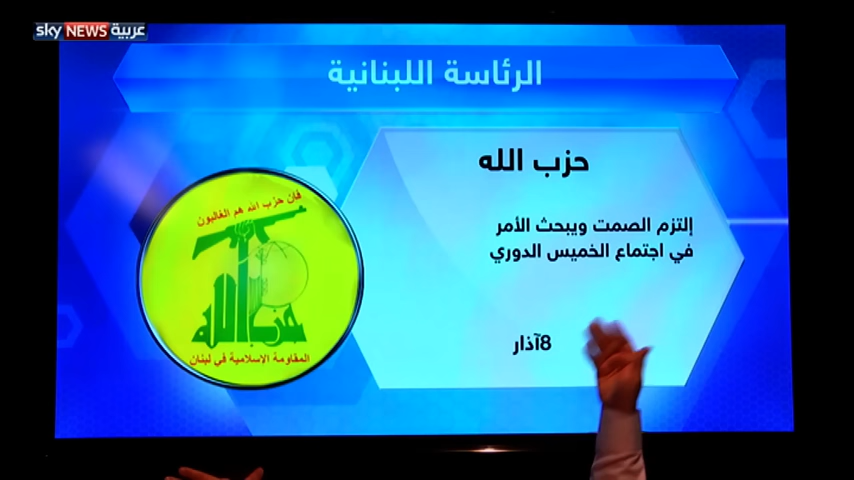 sky NEWS عربية
الرئاسة اللبنانية
حزب الله
إلتزم الصمت ويبحث الأمر
في اجتماع الخميس الدوري
8آذار
فإن حزب الله هم الغالبون
حزب الله
المقاومة الإسلامية في لبنان